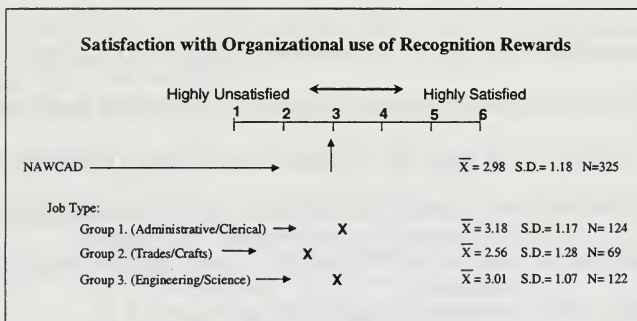 Satisfaction with Organizational use of Recognition Rewards
Highly Unsatisfied Highly Satisfied
1 2 3 4 5 6
NAWCAD X̅ = 2.98 S.D.= 1.18 N=325
Job Type:
Group 1. (Administrative/Clerical) X X̅ = 3.18 S.D.= 1.17 N= 124
Group 2. (Trades/Crafts) X X̅ = 2.56 S.D.= 1.28 N= 69
Group 3. (Engineering/Science) X X̅ = 3.01 S.D.= 1.07 N= 122